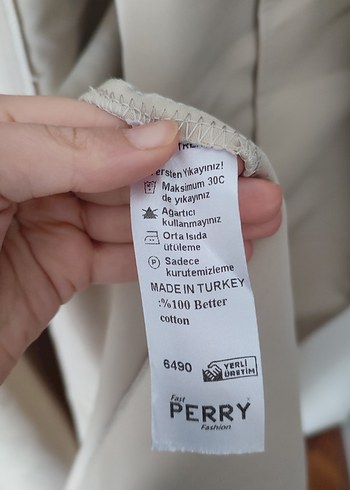 Tersten Yıkayınız!
Maksimum 30C
de yıkayınız
Ağartıcı
kullanmayınız
Orta Isıda
ütüleme
P
Sadece
kurutemizleme
MADE IN TURKEY
:%100 Better
cotton
6490
YERLİ
ÜRETİM
Fast
PERRY
Fashion